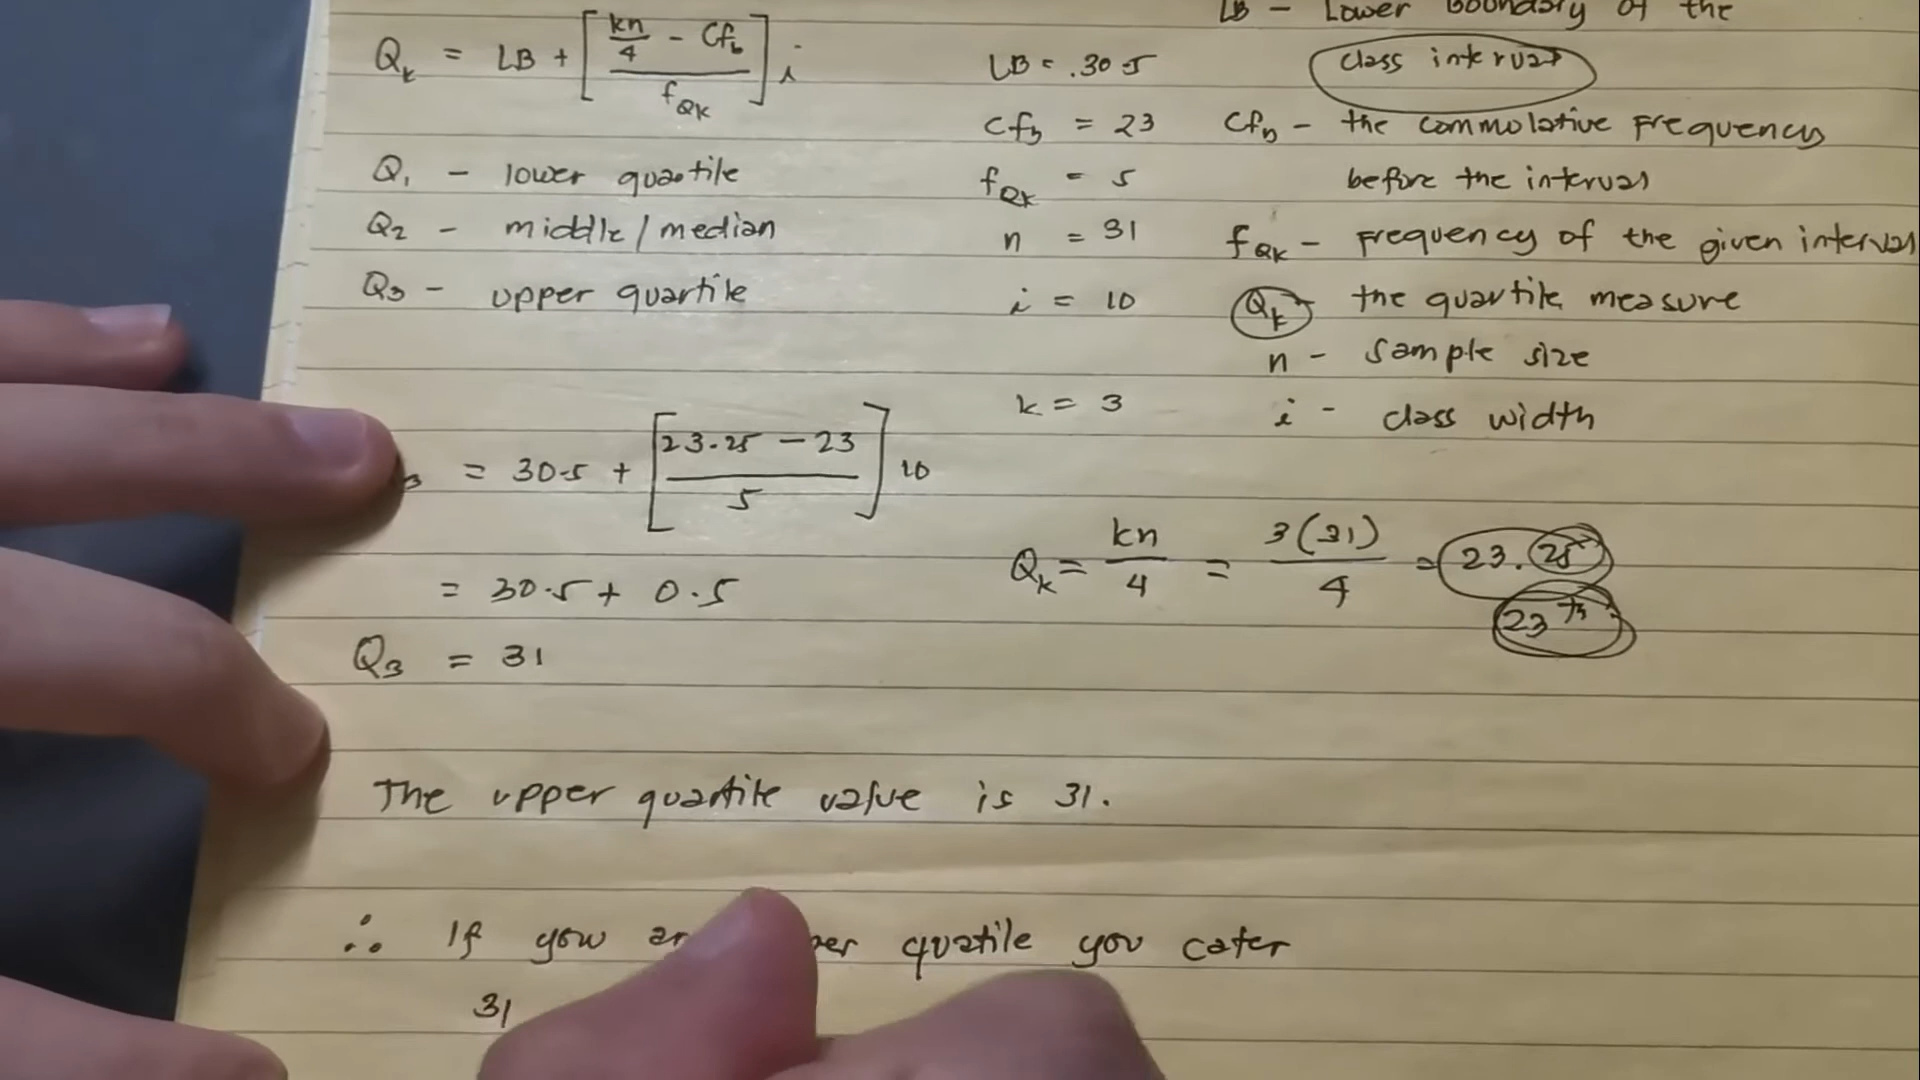 Qk = LB + [ kn/4 - Cfb / fQk ] i
Q1 - lower quartile
Q2 - middle / median
Q3 - upper quartile
LB = .30.5
Cfb = 23
fQk = 5
n = 31
i = 10
k = 3
LB - Lower Boundary of the
class interval
Cfb - the commolative frequency
before the interval
fQk - frequency of the given interval
Qk - the quartile measure
n - sample size
i - class width
3 = 30.5 + [ 23.25 - 23 / 5 ] 10
= 30.5 + 0.5
Q3 = 31
Qk = kn/4 = 3(31)/4 = 23.25
23th
The upper quartile value is 31.
∴ If you quatile you cater
31